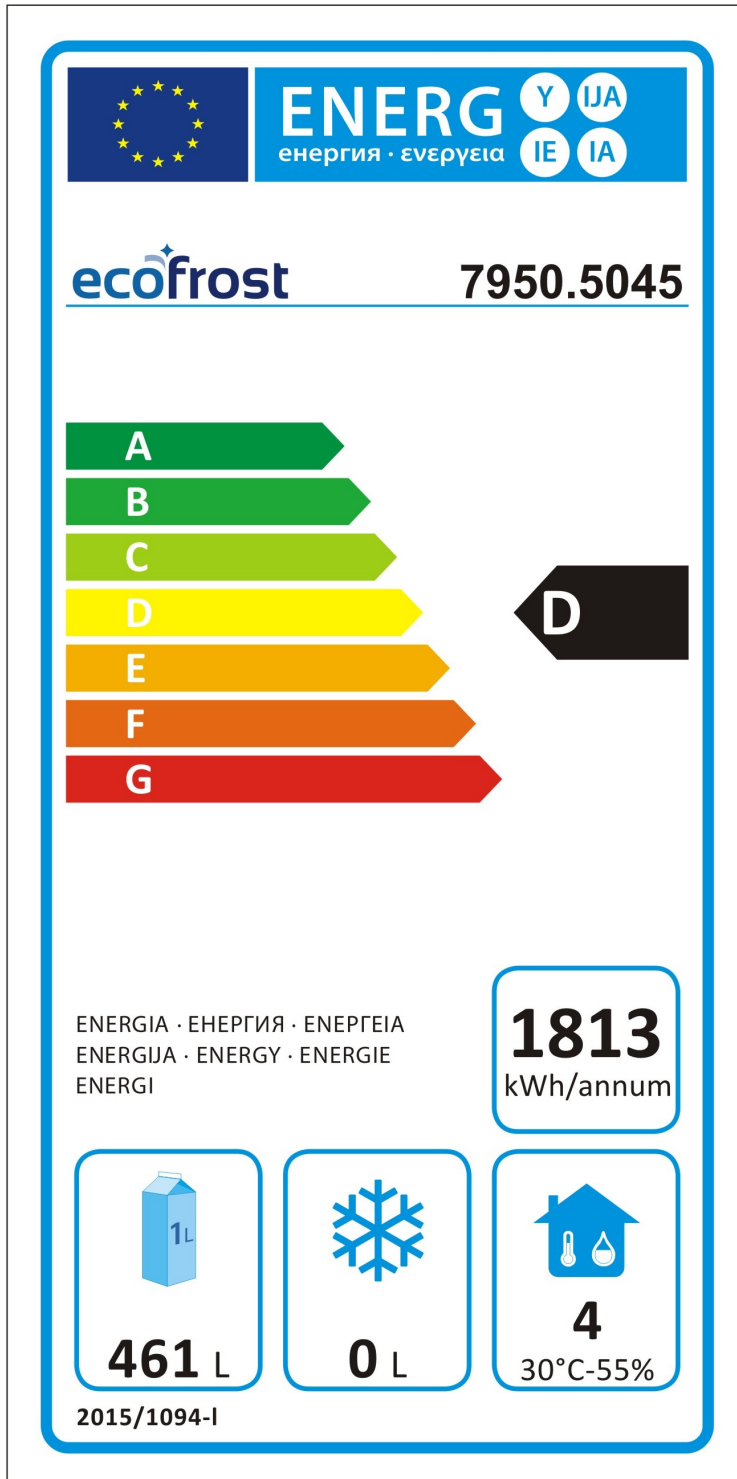 ENERG Y IJA
енергия · ενεργεια IE IA
ecofrost 7950.5045
A
B
C
D D
E
F
G
ENERGIA · ЕНЕРГИЯ · ΕΝΕΡΓΕΙΑ
ENERGIJA · ENERGY · ENERGIE
ENERGI
1813
kWh/annum
1L
461 L
0 L
4
30°C-55%
2015/1094-I